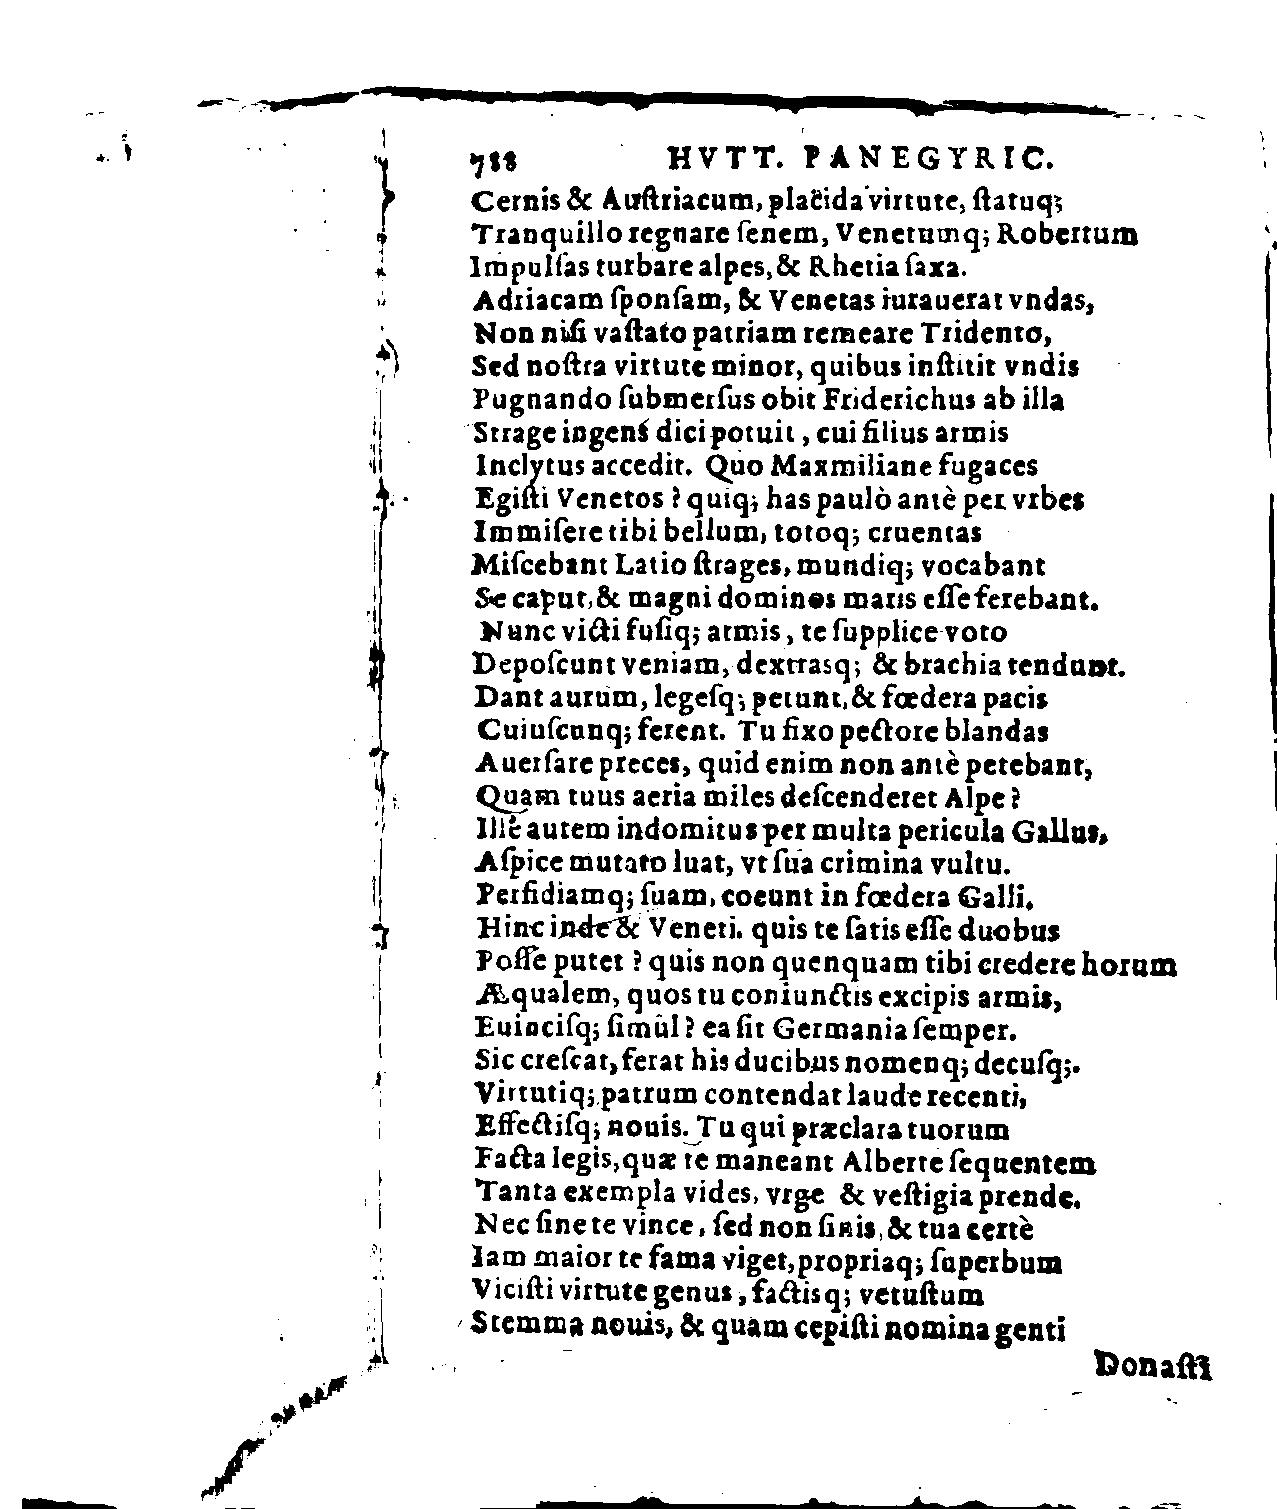 788 HVTT. PANEGYRIC.
Cernis & Auſtriacum, placida virtute, ſtatuq;
Tranquillo regnare ſenem, Venetumq; Robertum
Impulſas turbare alpes, & Rhetia ſaxa.
Adriacam ſponſam, & Venetas iurauerat vndas,
Non niſi vaſtato patriam remeare Tridento,
Sed noſtra virtute minor, quibus inſtitit vndis
Pugnando ſubmerſus obit Friderichus ab illa
Strage ingens dici potuit, cui filius armis
Inclytus accedit. Quo Maxmiliane fugaces
Egiſti Venetos? quiq; has paulò antè per vrbes
Immiſere tibi bellum, totoq; cruentas
Miſcebant Latio ſtrages, mundiq; vocabant
Se caput, & magni dominos maris eſſe ferebant.
Nunc victi fuſiq; armis, te ſupplice voto
Depoſcunt veniam, dextrasq; & brachia tendunt.
Dant aurum, legeſq; petunt, & fœdera pacis
Cuiuſcunq; ferent. Tu fixo pectore blandas
Auerſare preces, quid enim non antè petebant,
Quam tuus aeria miles deſcenderet Alpe?
Ille autem indomitus per multa pericula Gallus,
Aſpice mutato luat, vt ſua crimina vultu.
Perfidiamq; ſuam, coeunt in fœdera Galli.
Hinc inde & Veneti. quis te ſatis eſſe duobus
Poſſe putet? quis non quenquam tibi credere horum
Æqualem, quos tu coniunctis excipis armis,
Euinciſq; ſimûl? ea ſit Germania ſemper.
Sic creſcat, ferat his ducibus nomenq; decuſq;.
Virtutiq; patrum contendat laude recenti,
Effectiſq; nouis. Tu qui præclara tuorum
Facta legis, quæ te maneant Alberte ſequentem
Tanta exempla vides, vrge & veſtigia prende.
Nec ſine te vince, ſed non ſinis, & tua certè
Iam maior te fama viget, propriaq; ſuperbum
Viciſti virtute genus, factisq; vetuſtum
Stemma nouis, & quam cepiſti nomina genti
Donaſti